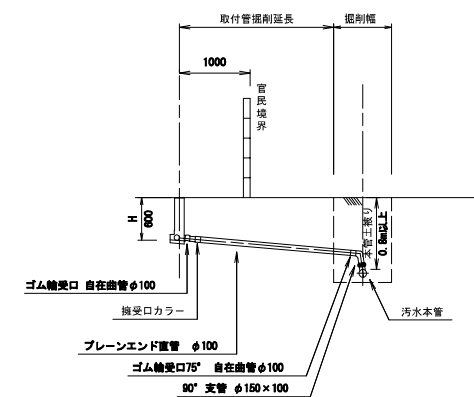 取付管掘削延長
掘削幅
1000
官民境界
H
600
本管土被り
0.8m以上
ゴム輪受口 自在曲管φ100
擁受口カラー
汚水本管
プレーンエンド直管 φ100
ゴム輪受口75° 自在曲管φ100
90° 支管 φ150×100